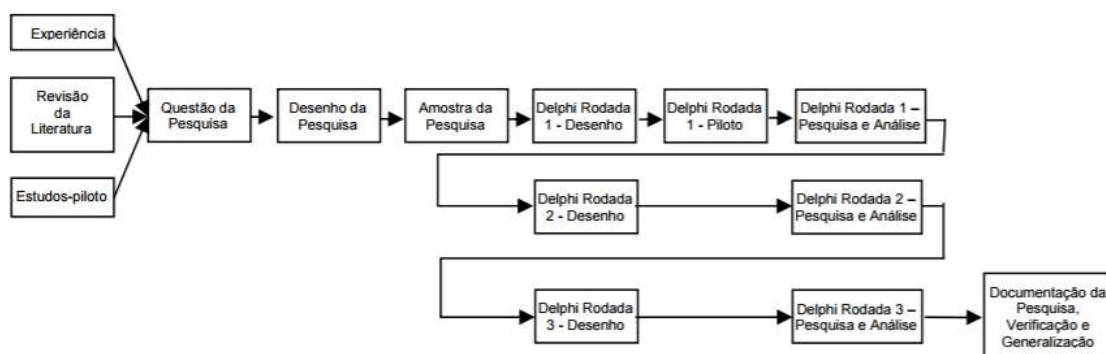 Experiência
Revisão
da
Literatura
Estudos-piloto
Questão da
Pesquisa
Desenho da
Pesquisa
Amostra da
Pesquisa
Delphi Rodada
1 - Desenho
Delphi Rodada
1 - Piloto
Delphi Rodada 1 –
Pesquisa e Análise
Delphi Rodada
2 - Desenho
Delphi Rodada 2 –
Pesquisa e Análise
Delphi Rodada
3 - Desenho
Delphi Rodada 3 –
Pesquisa e Análise
Documentação da
Pesquisa,
Verificação e
Generalização